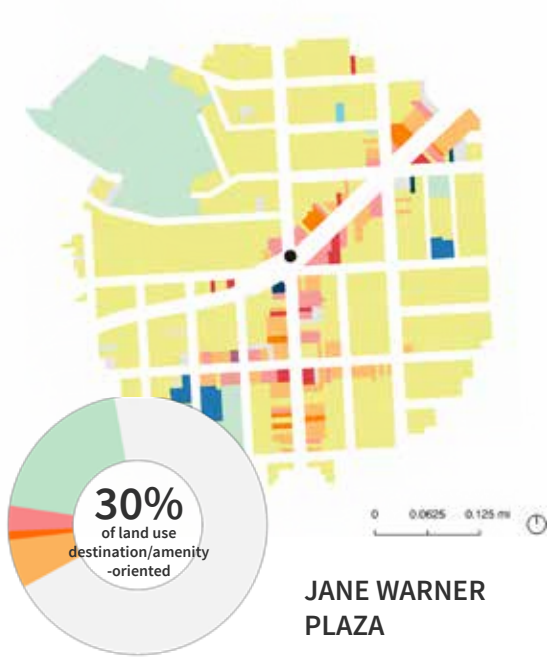 0 0.0625 0.125 mi
30%
of land use
destination/amenity
-oriented
JANE WARNER
PLAZA